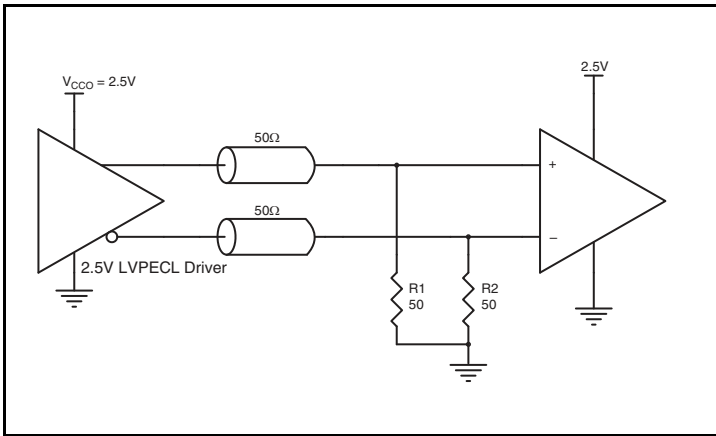 V_CCO = 2.5V
2.5V
50Ω
+
50Ω
−
2.5V LVPECL Driver
R1
50
R2
50